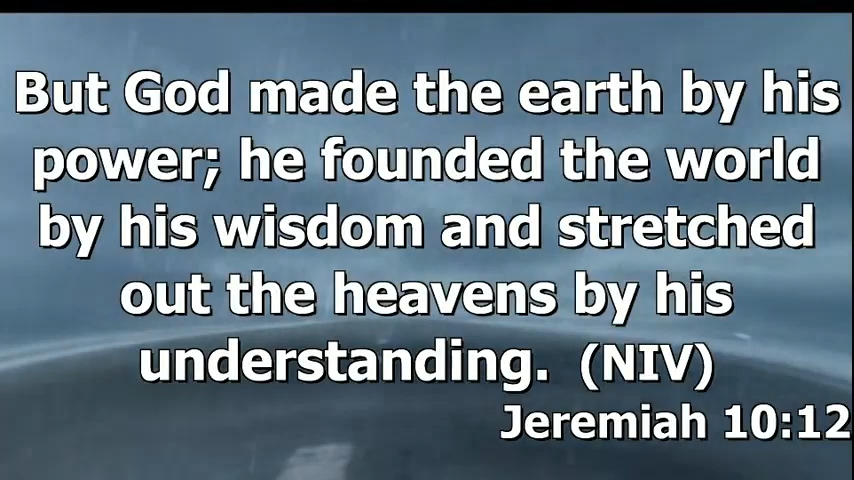 But God made the earth by his
power; he founded the world
by his wisdom and stretched
out the heavens by his
understanding. (NIV)
Jeremiah 10:12